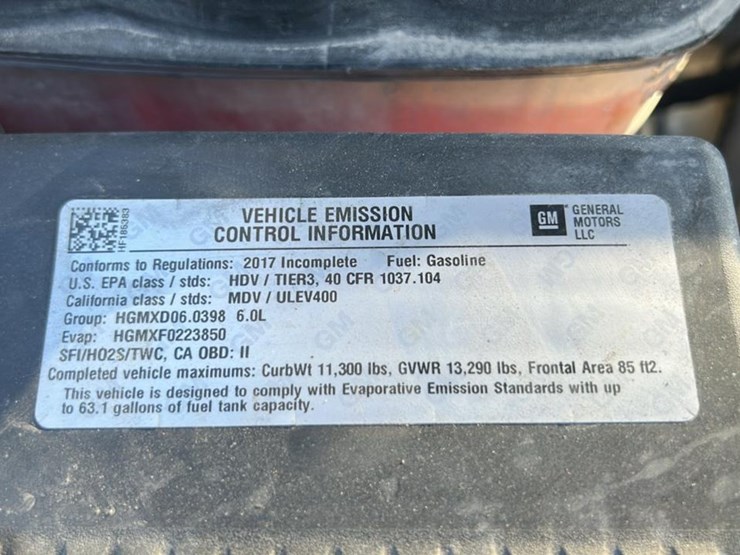 VEHICLE EMISSION
CONTROL INFORMATION
GM GENERAL
MOTORS
LLC
HF186383
Conforms to Regulations: 2017 Incomplete Fuel: Gasoline
U.S. EPA class / stds: HDV / TIER3, 40 CFR 1037.104
California class / stds: MDV / ULEV400
Group: HGMXD06.0398 6.0L
Evap: HGMXF0223850
SFI/HO2S/TWC, CA OBD: II
Completed vehicle maximums: CurbWt 11,300 lbs, GVWR 13,290 lbs, Frontal Area 85 ft2.
This vehicle is designed to comply with Evaporative Emission Standards with up
to 63.1 gallons of fuel tank capacity.